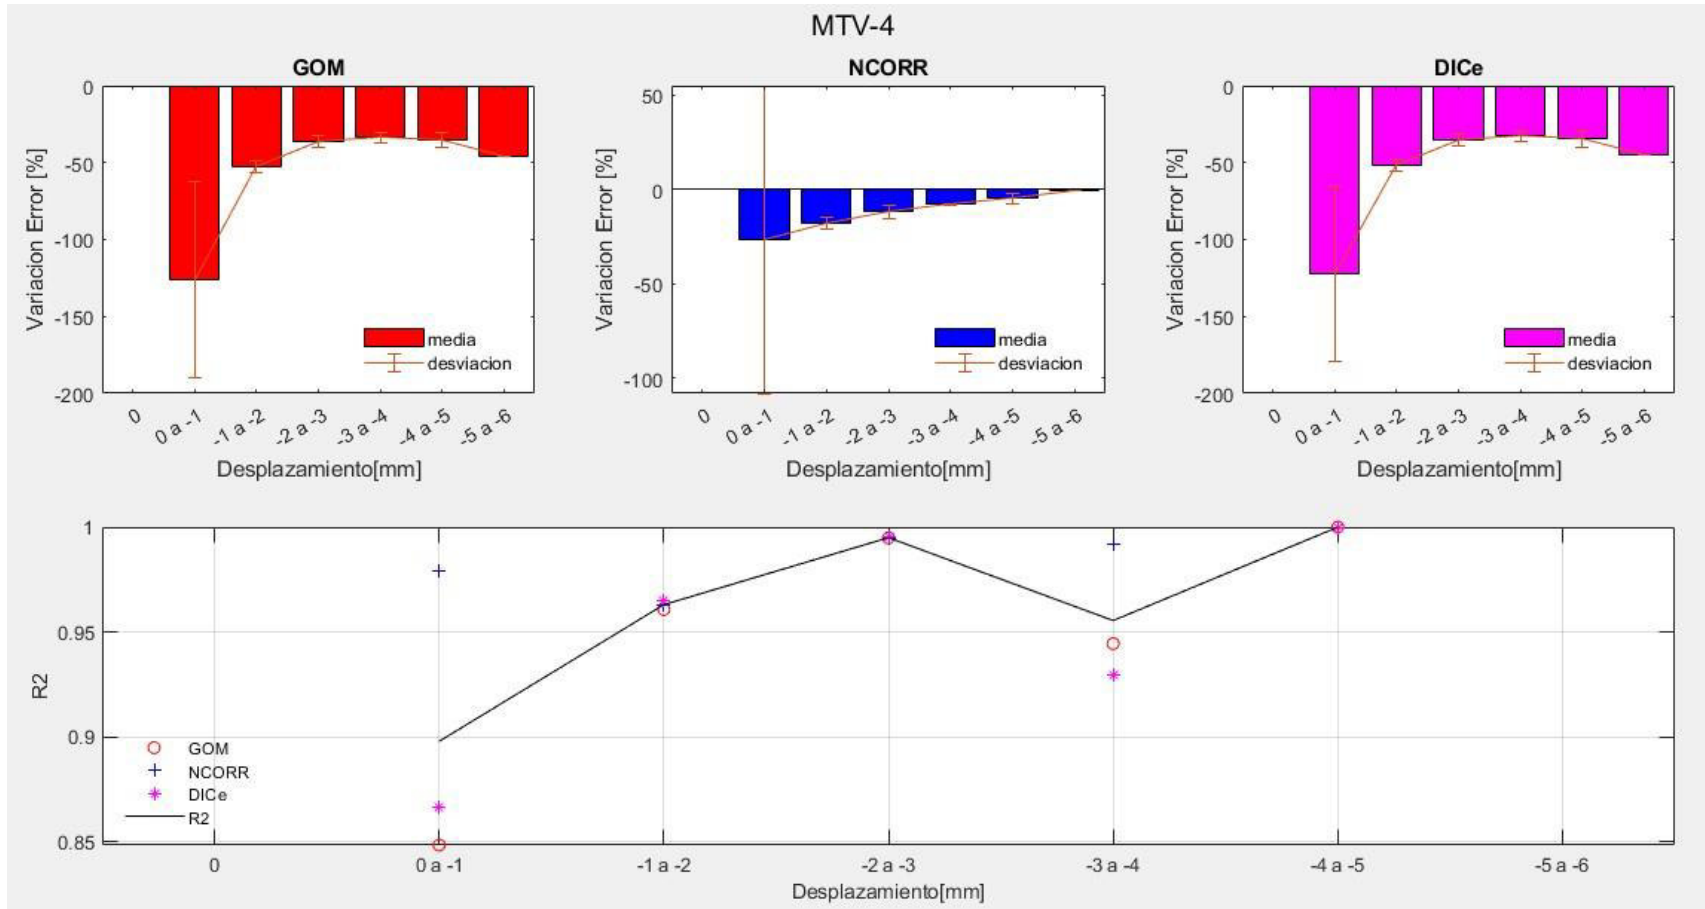 MTV-4
GOM
0
-50
-100
-150
-200
Variacion Error [%]
media
desviacion
0
0 a -1
-1 a -2
-2 a -3
-3 a -4
-4 a -5
-5 a -6
Desplazamiento[mm]
NCORR
50
0
-50
-100
Variacion Error [%]
media
desviacion
0
0 a -1
-1 a -2
-2 a -3
-3 a -4
-4 a -5
-5 a -6
Desplazamiento[mm]
DICe
0
-50
-100
-150
-200
Variacion Error [%]
media
desviacion
0
0 a -1
-1 a -2
-2 a -3
-3 a -4
-4 a -5
-5 a -6
Desplazamiento[mm]
1
0.95
0.9
0.85
R2
GOM
NCORR
DICe
R2
0
0 a -1
-1 a -2
-2 a -3
-3 a -4
-4 a -5
-5 a -6
Desplazamiento[mm]